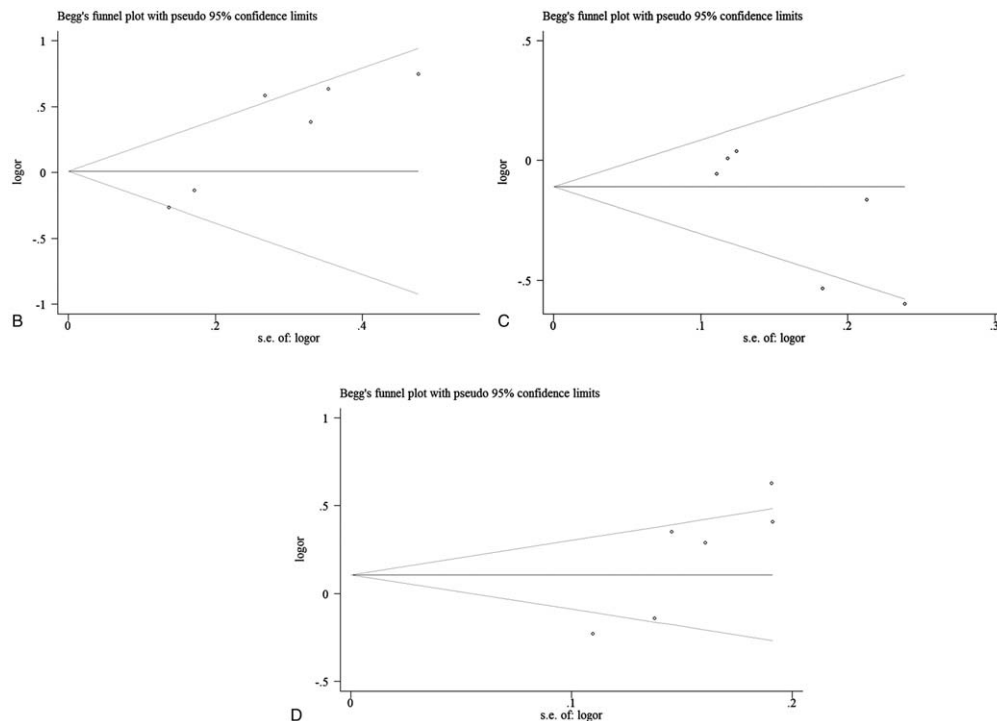 Begg's funnel plot with pseudo 95% confidence limits
1
.5
logor
0
-.5
-1
B
0
.2
.4
s.e. of: logor
Begg's funnel plot with pseudo 95% confidence limits
.5
0
logor
-.5
C
0
.1
.2
.3
s.e. of: logor
Begg's funnel plot with pseudo 95% confidence limits
1
.5
logor
0
-.5
D
0
.1
.2
s.e. of: logor